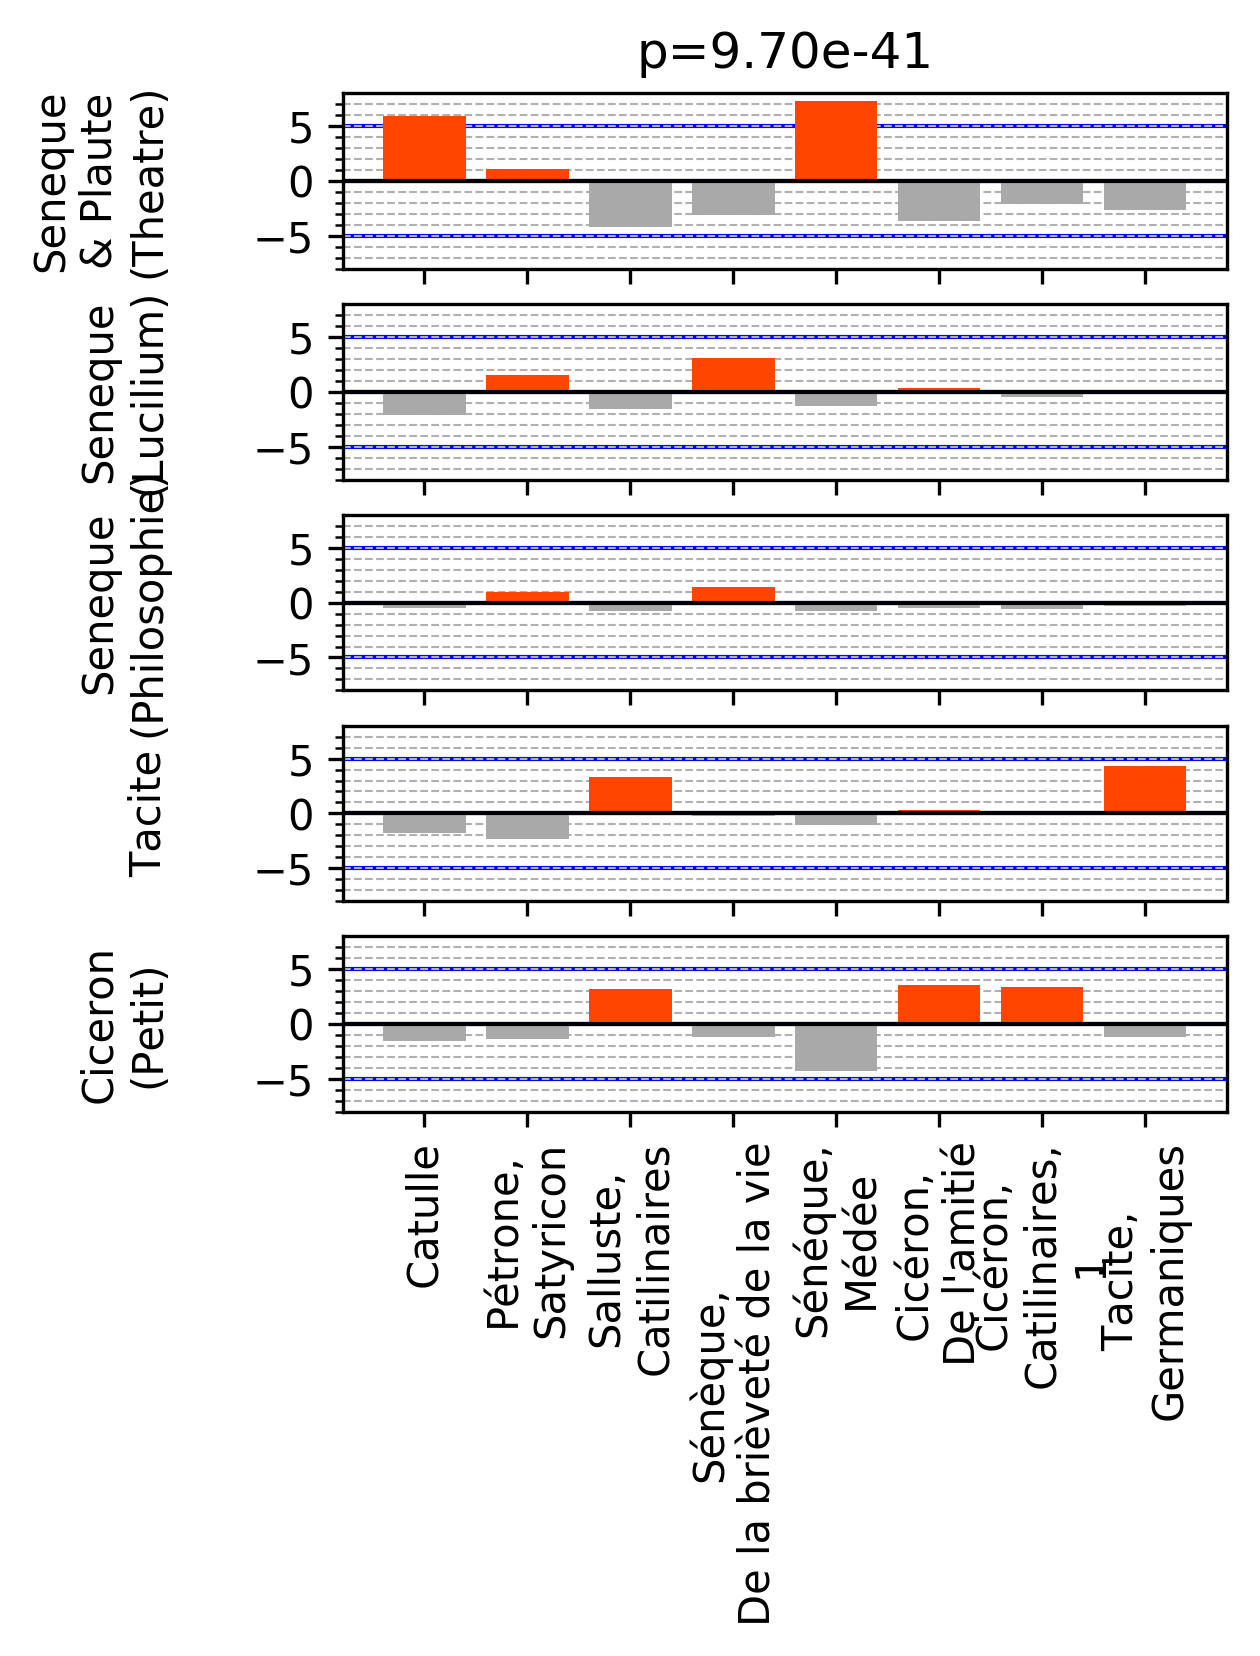 p=9.70e-41
Seneque
& Plaute
(Theatre)
5
0
−5
Seneque
(Lucilium)
5
0
−5
Seneque
(Philosophie)
5
0
−5
Tacite
5
0
−5
Ciceron
(Petit)
5
0
−5
Catulle
Pétrone,
Satyricon
Salluste,
Catilinaires
Sénèque,
De la brièveté de la vie
Sénéque,
Médée
Cicéron,
De l'amitié
Cicéron,
Catilinaires,
1
Tacite,
Germaniques